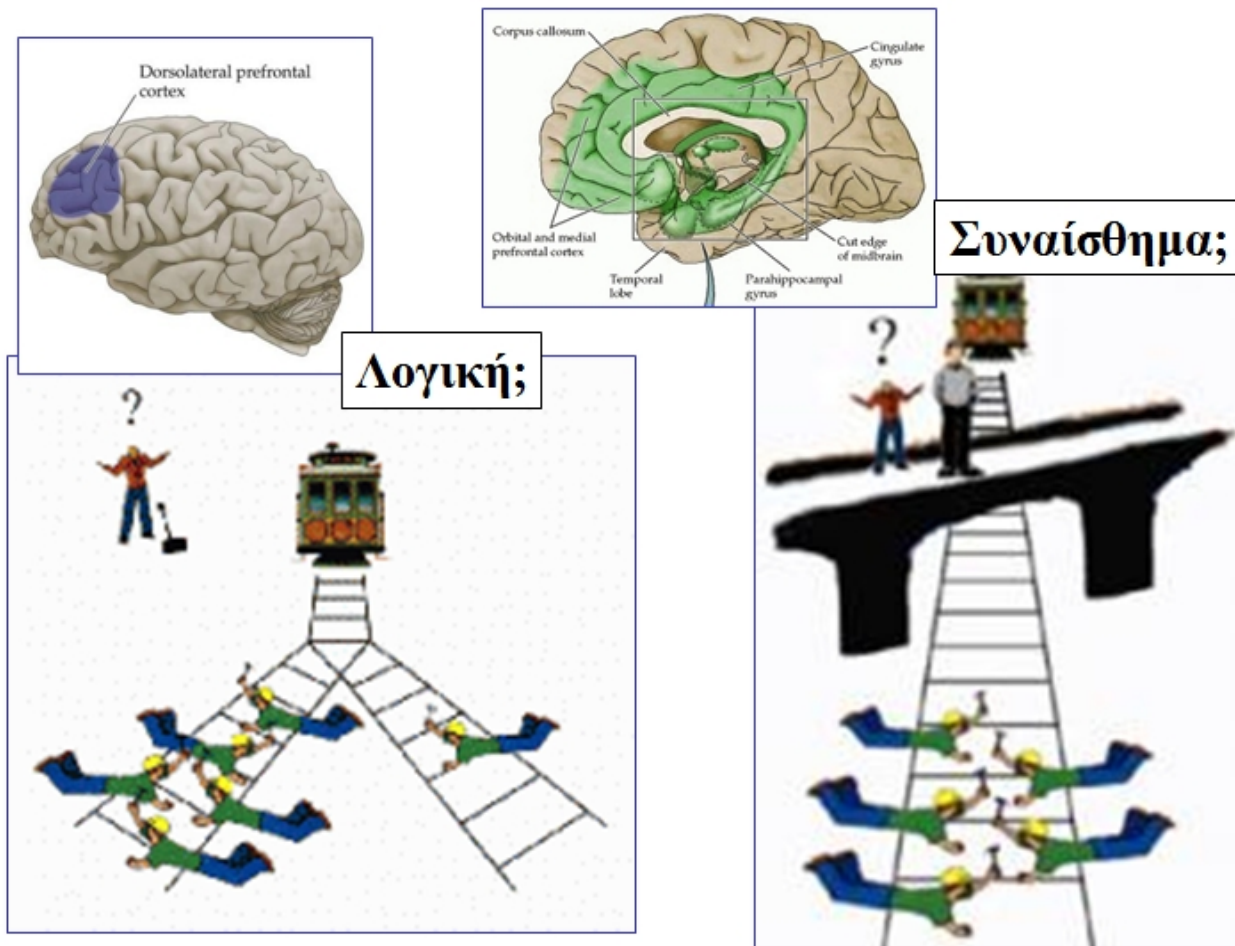 Dorsolateral prefrontal
cortex
Corpus callosum
Cingulate
gyrus
Orbital and medial
prefrontal cortex
Temporal
lobe
Parahippocampal
gyrus
Cut edge
of midbrain
Λογική;
Συναίσθημα;
?
?